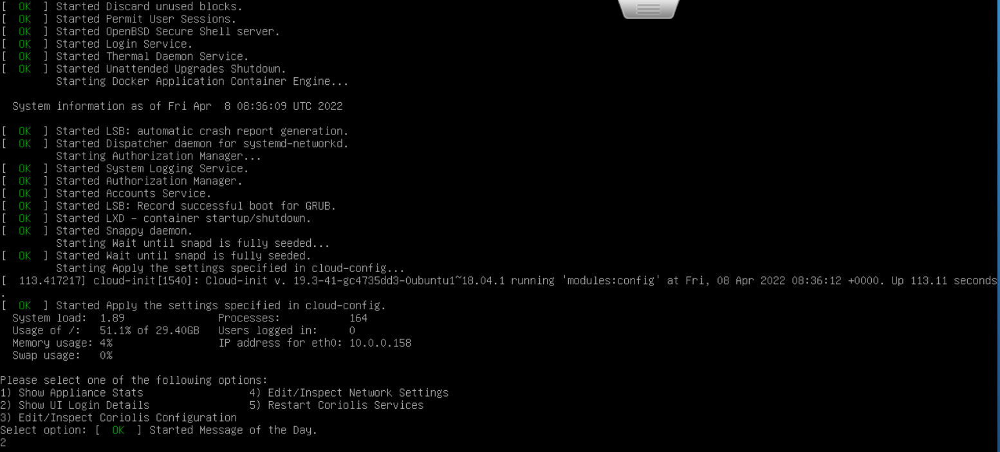 [  OK  ] Started Discard unused blocks.
[  OK  ] Started Permit User Sessions.
[  OK  ] Started OpenBSD Secure Shell server.
[  OK  ] Started Login Service.
[  OK  ] Started Thermal Daemon Service.
[  OK  ] Started Unattended Upgrades Shutdown.
         Starting Docker Application Container Engine...
  System information as of Fri Apr  8 08:36:09 UTC 2022
[  OK  ] Started LSB: automatic crash report generation.
[  OK  ] Started Dispatcher daemon for systemd-networkd.
         Starting Authorization Manager...
[  OK  ] Started System Logging Service.
[  OK  ] Started Authorization Manager.
[  OK  ] Started Accounts Service.
[  OK  ] Started LSB: Record successful boot for GRUB.
[  OK  ] Started LXD - container startup/shutdown.
[  OK  ] Started Snappy daemon.
         Starting Wait until snapd is fully seeded...
[  OK  ] Started Wait until snapd is fully seeded.
         Starting Apply the settings specified in cloud-config...
[  113.417217] cloud-init[1540]: Cloud-init v. 19.3-41-gc4735dd3-0ubuntu1~18.04.1 running 'modules:config' at Fri, 08 Apr 2022 08:36:12 +0000. Up 113.11 seconds
.
[  OK  ] Started Apply the settings specified in cloud-config.
  System load:  1.89               Processes:           164
  Usage of /:   51.1% of 29.40GB   Users logged in:     0
  Memory usage: 4%                 IP address for eth0: 10.0.0.158
  Swap usage:   0%
Please select one of the following options:
1) Show Appliance Stats                 4) Edit/Inspect Network Settings
2) Show UI Login Details                5) Restart Coriolis Services
3) Edit/Inspect Coriolis Configuration
Select option: [  OK  ] Started Message of the Day.
2